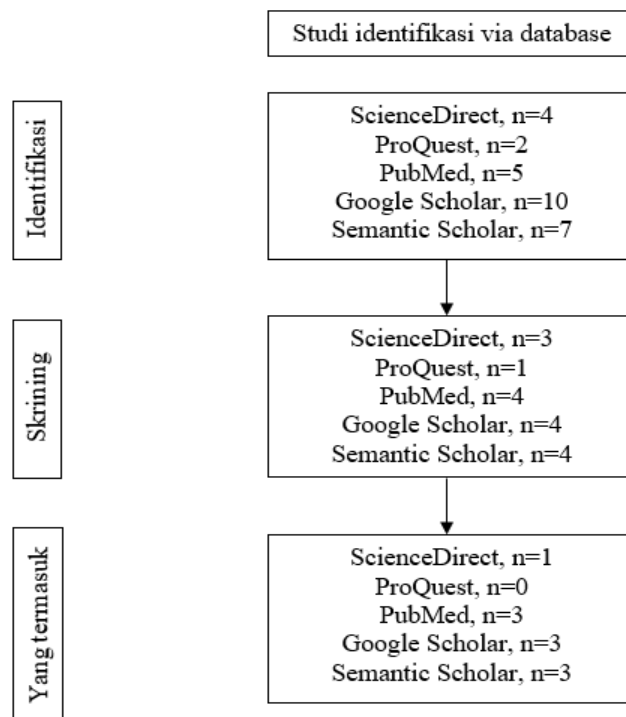 Studi identifikasi via database
Identifikasi
ScienceDirect, n=4
ProQuest, n=2
PubMed, n=5
Google Scholar, n=10
Semantic Scholar, n=7
Skrining
ScienceDirect, n=3
ProQuest, n=1
PubMed, n=4
Google Scholar, n=4
Semantic Scholar, n=4
Yang termasuk
ScienceDirect, n=1
ProQuest, n=0
PubMed, n=3
Google Scholar, n=3
Semantic Scholar, n=3